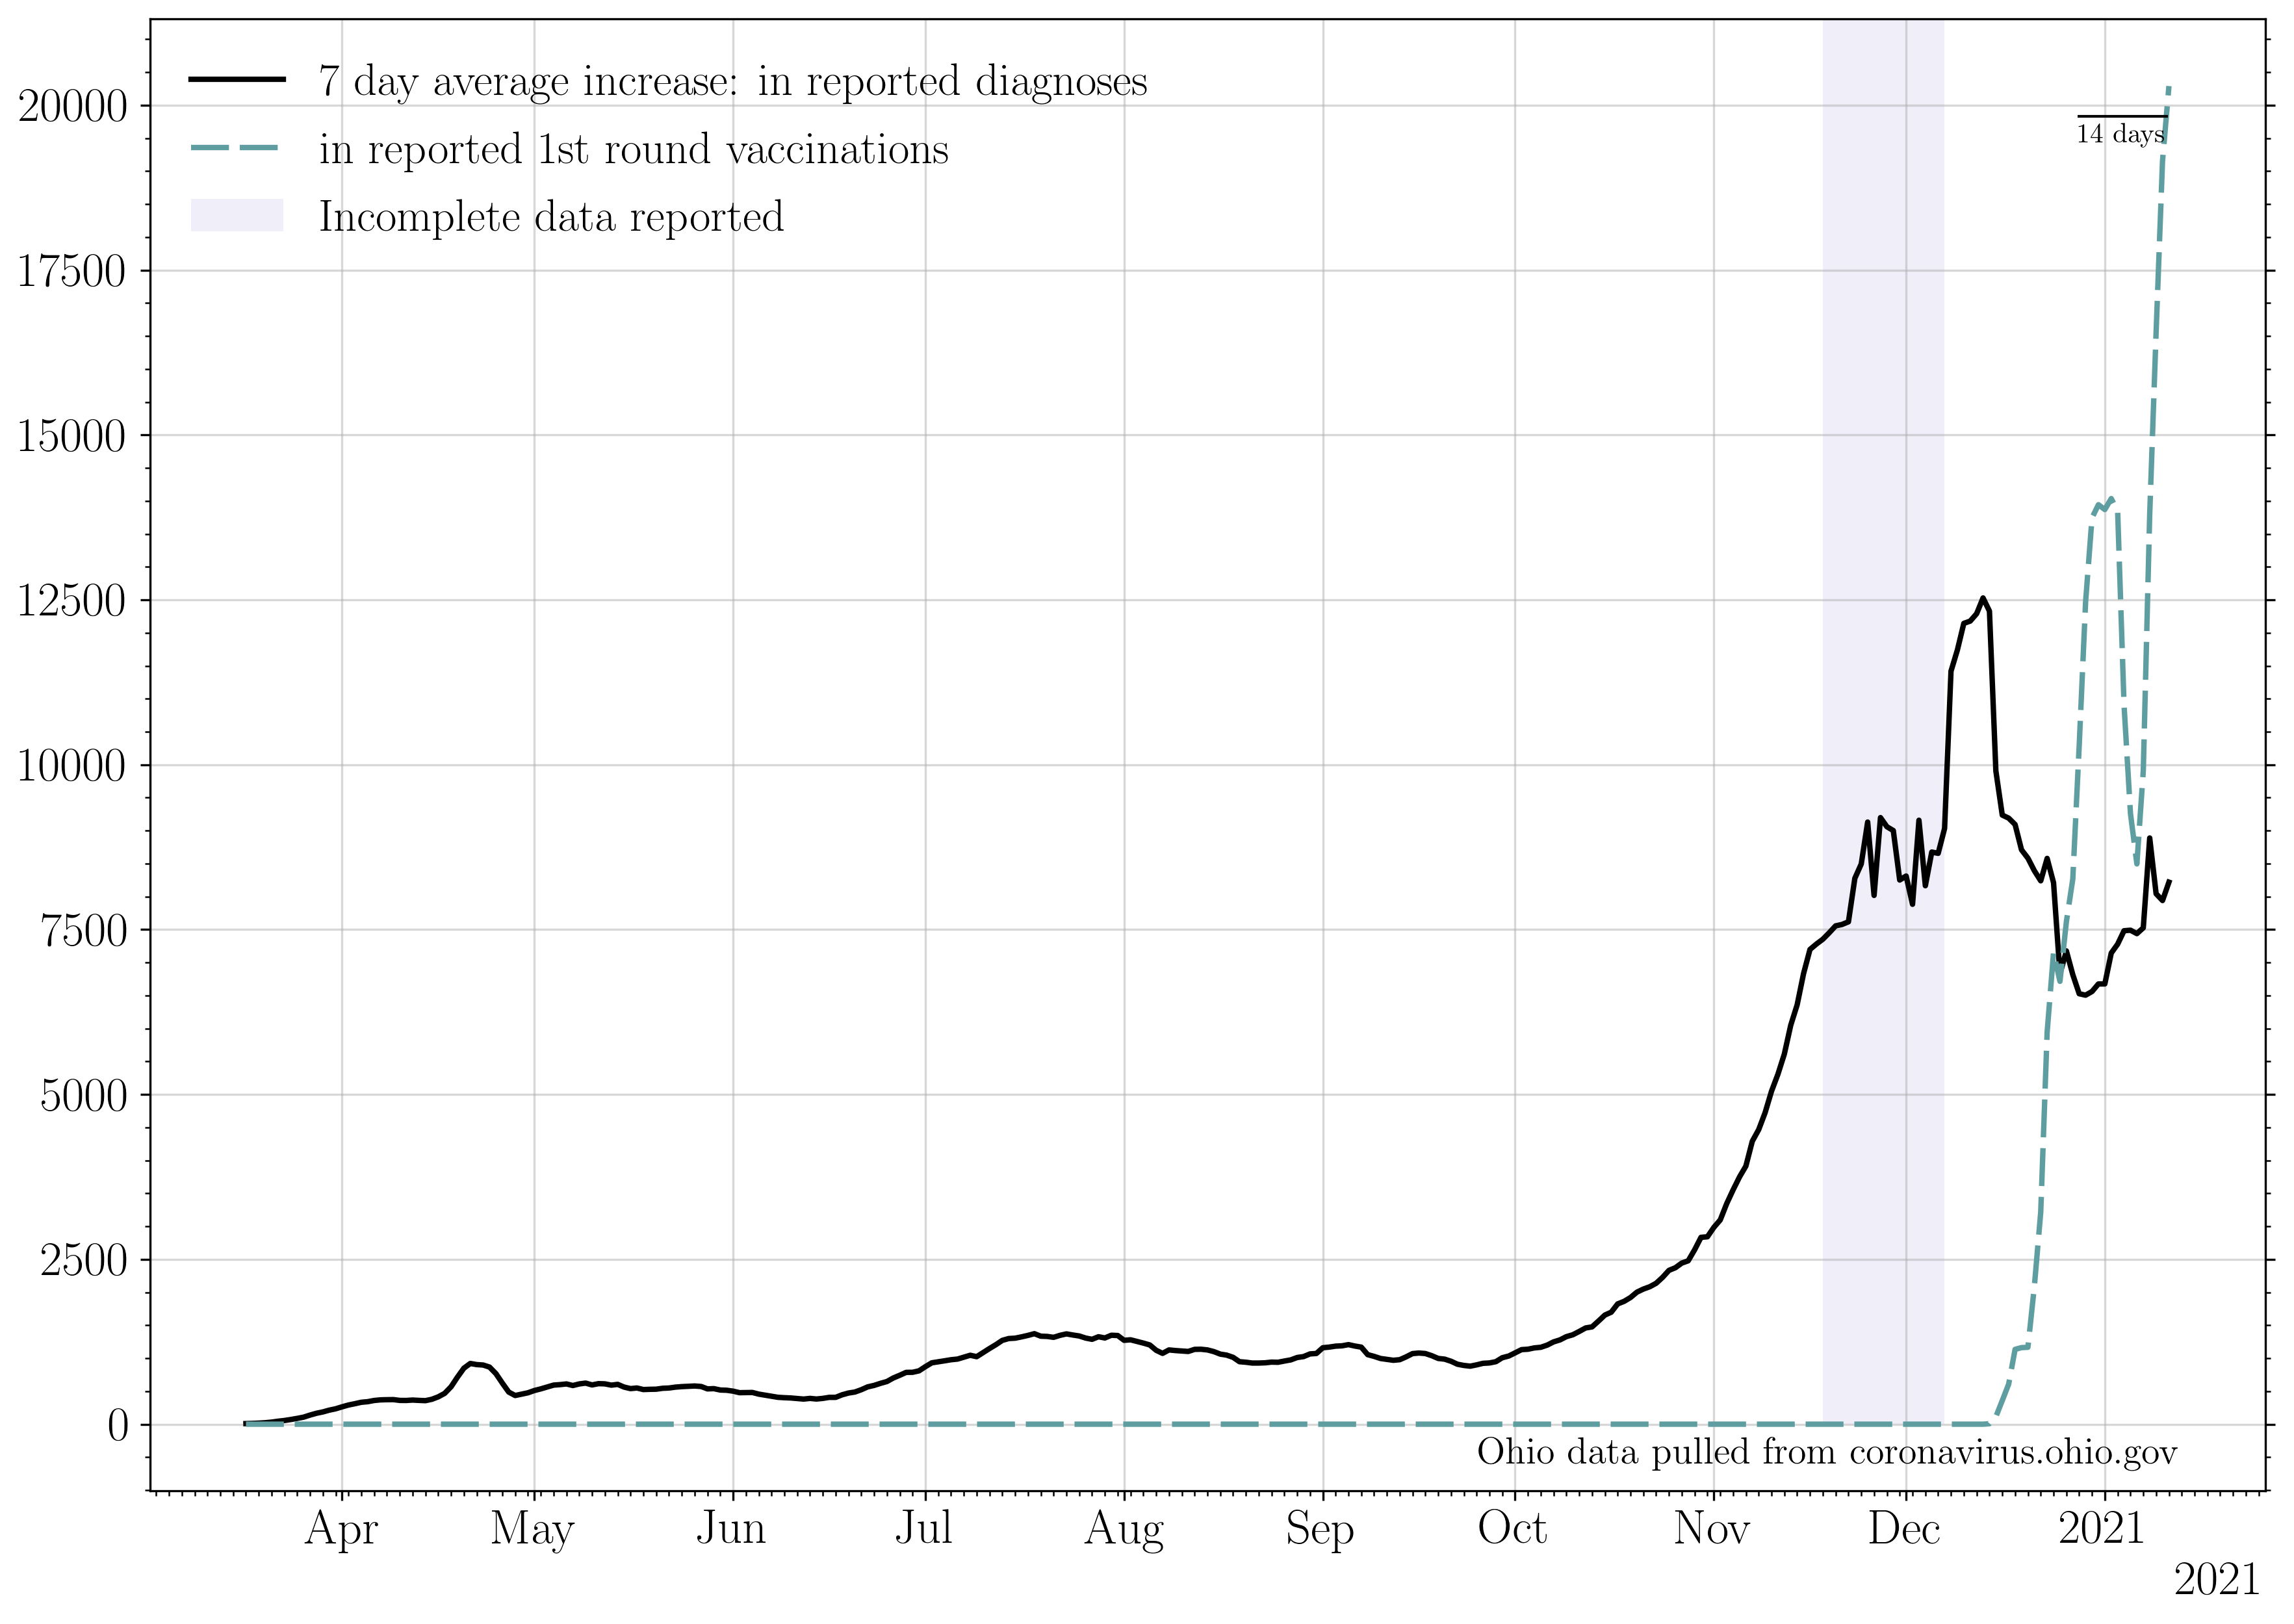 7 day average increase: in reported diagnoses
in reported 1st round vaccinations
Incomplete data reported
14 days
20000
17500
15000
12500
10000
7500
5000
2500
0
Ohio data pulled from coronavirus.ohio.gov
Apr May Jun Jul Aug Sep Oct Nov Dec 2021
2021